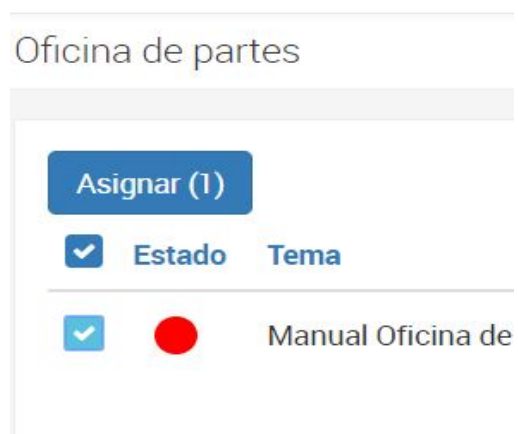 Oficina de partes
Asignar (1)
Estado Tema
Manual Oficina de